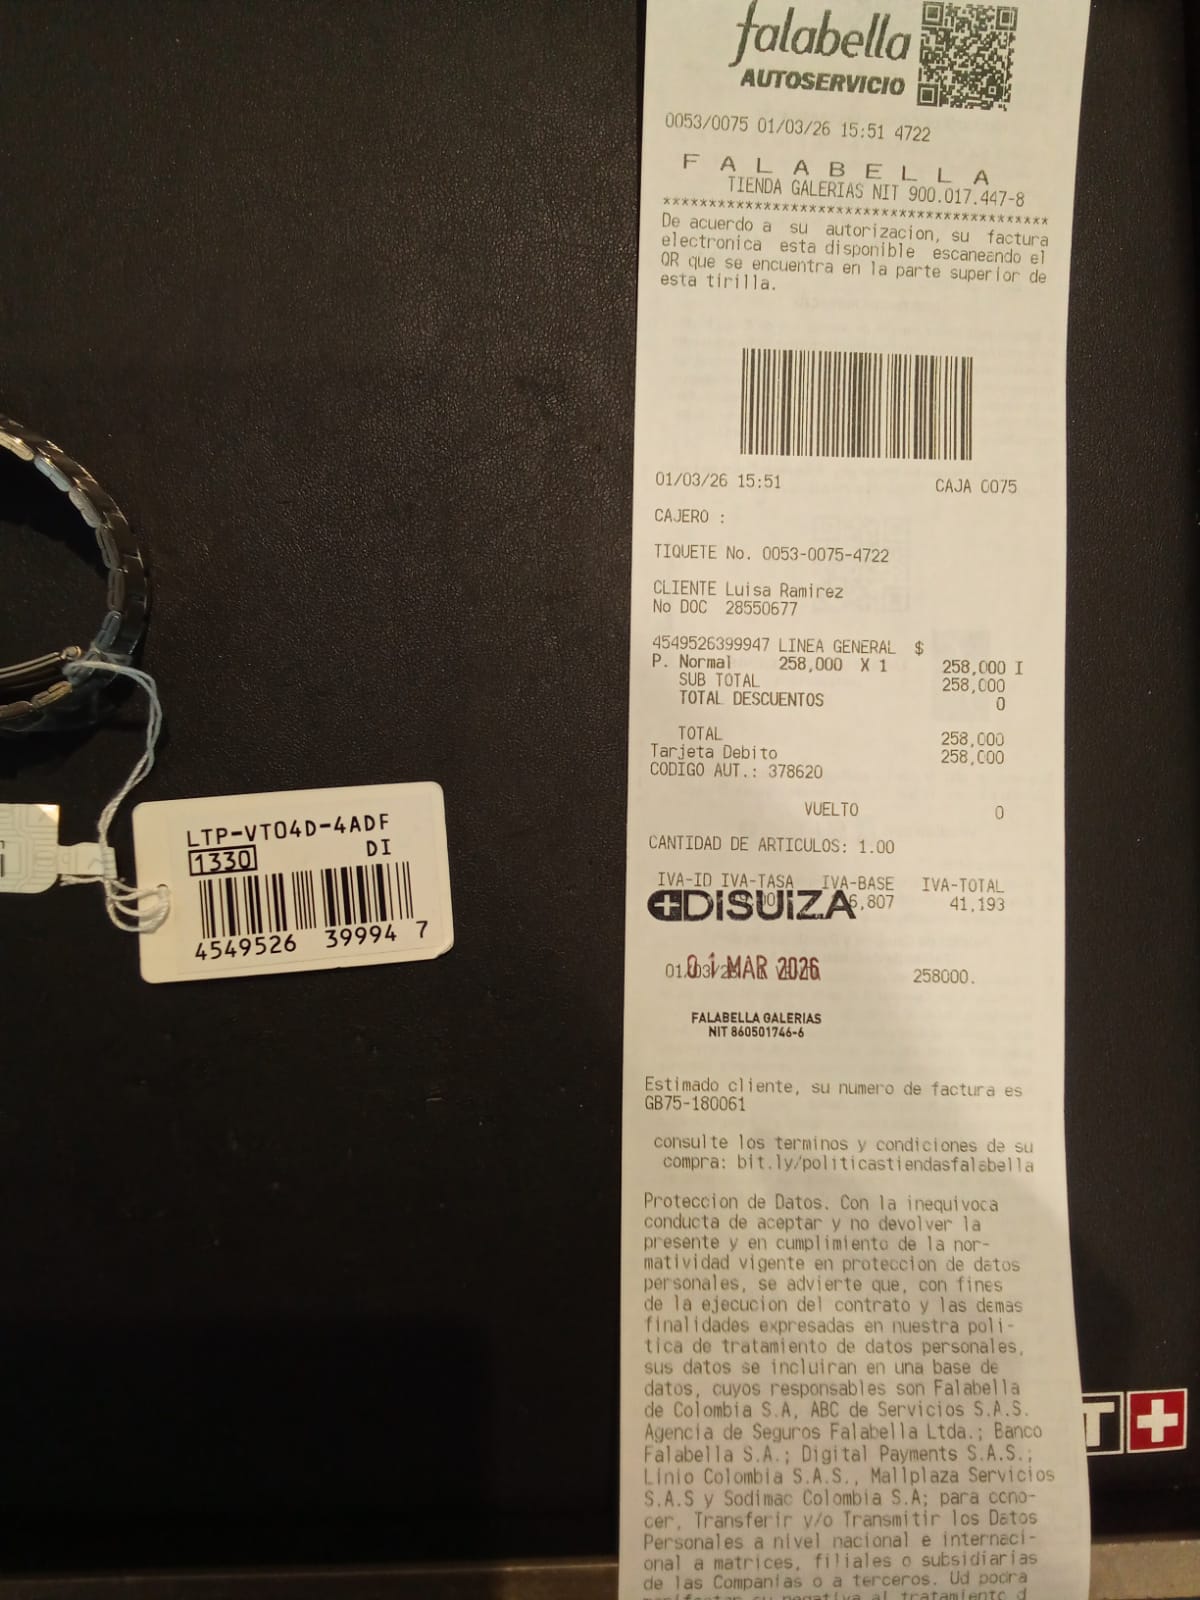 falabella
AUTOSERVICIO
0053/0075 01/03/26 15:51 4722
F A L A B E L L A
TIENDA GALERIAS NIT 900.017.447-8
******************************************
De acuerdo a su autorizacion, su factura
electronica esta disponible escaneando el
QR que se encuentra en la parte superior de
esta tirilla.
01/03/26 15:51 CAJA 0075
CAJERO :
TIQUETE No. 0053-0075-4722
CLIENTE Luisa Ramirez
No DOC 28550677
4549526399947 LINEA GENERAL $
P. Normal 258,000 X 1 258,000 I
SUB TOTAL 258,000
TOTAL DESCUENTOS 0
TOTAL 258,000
Tarjeta Debito 258,000
CODIGO AUT.: 378620
VUELTO 0
CANTIDAD DE ARTICULOS: 1.00
IVA-ID IVA-TASA IVA-BASE IVA-TOTAL
6,807 41,193
DISUIZA
01 MAR 2026
258000.
FALABELLA GALERIAS
NIT 860501746-6
Estimado cliente, su numero de factura es
GB75-180061
consulte los terminos y condiciones de su
compra: bit.ly/politicastiendasfalabella
Proteccion de Datos. Con la inequivoca
conducta de aceptar y no devolver la
presente y en cumplimiento de la nor-
matividad vigente en proteccion de datos
personales, se advierte que, con fines
de la ejecucion del contrato y las demas
finalidades expresadas en nuestra poli-
tica de tratamiento de datos personales,
sus datos se incluiran en una base de
datos, cuyos responsables son Falabella
de Colombia S.A, ABC de Servicios S.A.S.
Agencia de Seguros Falabella Ltda.; Banco
Falabella S.A.; Digital Payments S.A.S.;
Linio Colombia S.A.S., Mallplaza Servicios
S.A.S y Sodimac Colombia S.A; para cono-
cer, Transferir y/o Transmitir los Datos
Personales a nivel nacional e internaci-
onal a matrices, filiales o subsidiarias
de las Companias o a terceros. Ud podra
manifestar su negativa al tratamiento d
LTP-VT04D-4ADF
1330 DI
4549526 39994 7
T